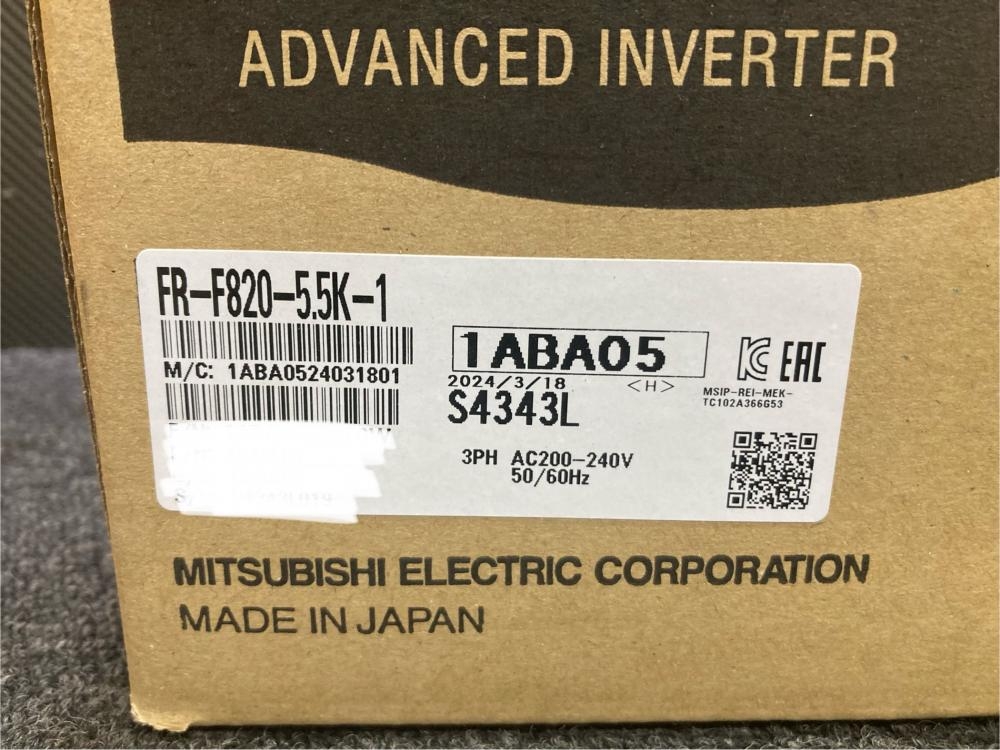 ADVANCED INVERTER
FR-F820-5.5K-1
M/C: 1ABA0524031801
1ABA05
2024/3/18 <H>
S4343L
EAC
MSIP-REI-MEK-
TC102A366G53
3PH AC200-240V
50/60Hz
MITSUBISHI ELECTRIC CORPORATION
MADE IN JAPAN